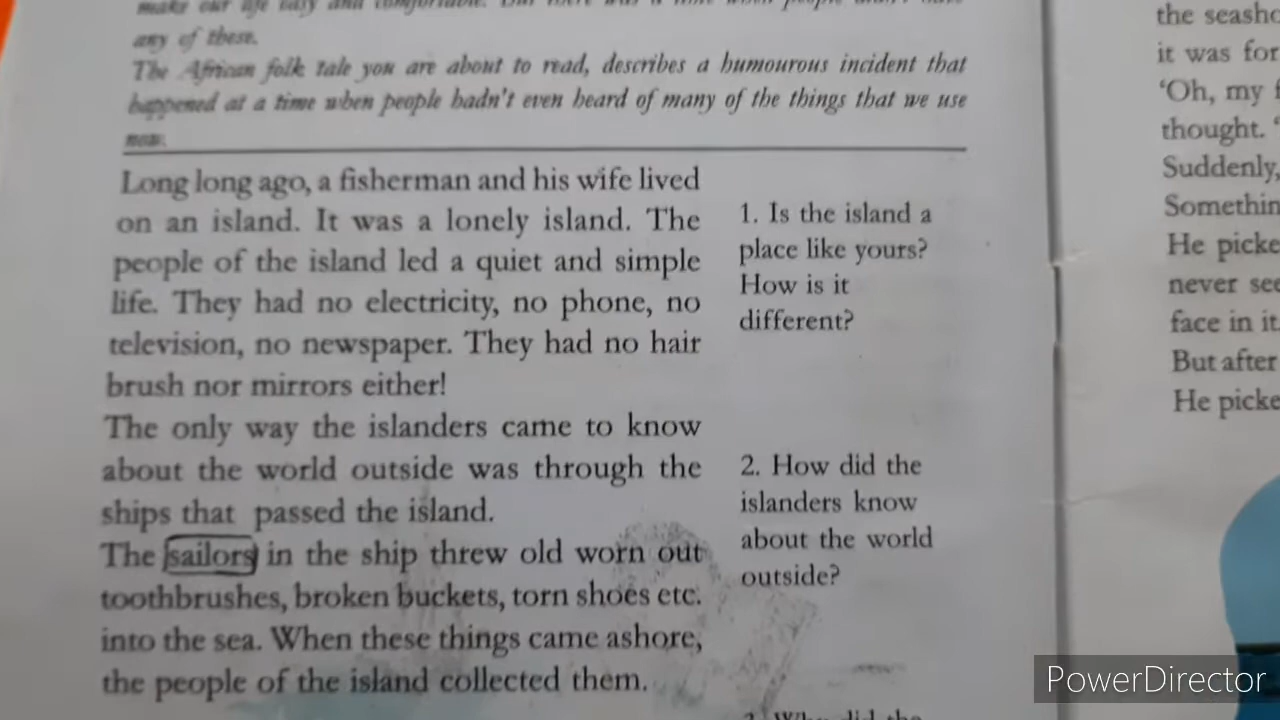 make our life easy and comfortable. But there was a time when people didn't have
any of these.
The African folk tale you are about to read, describes a humourous incident that
happened at a time when people hadn't even heard of many of the things that we use
now.
Long long ago, a fisherman and his wife lived
on an island. It was a lonely island. The
people of the island led a quiet and simple
life. They had no electricity, no phone, no
television, no newspaper. They had no hair
brush nor mirrors either!
The only way the islanders came to know
about the world outside was through the
ships that passed the island.
The sailors in the ship threw old worn out
toothbrushes, broken buckets, torn shoes etc.
into the sea. When these things came ashore,
the people of the island collected them.
1. Is the island a
place like yours?
How is it
different?
2. How did the
islanders know
about the world
outside?
did the
the
it was for
'Oh, my
thought.
Suddenly,
He
never
face in it
But after
He
PowerDirector